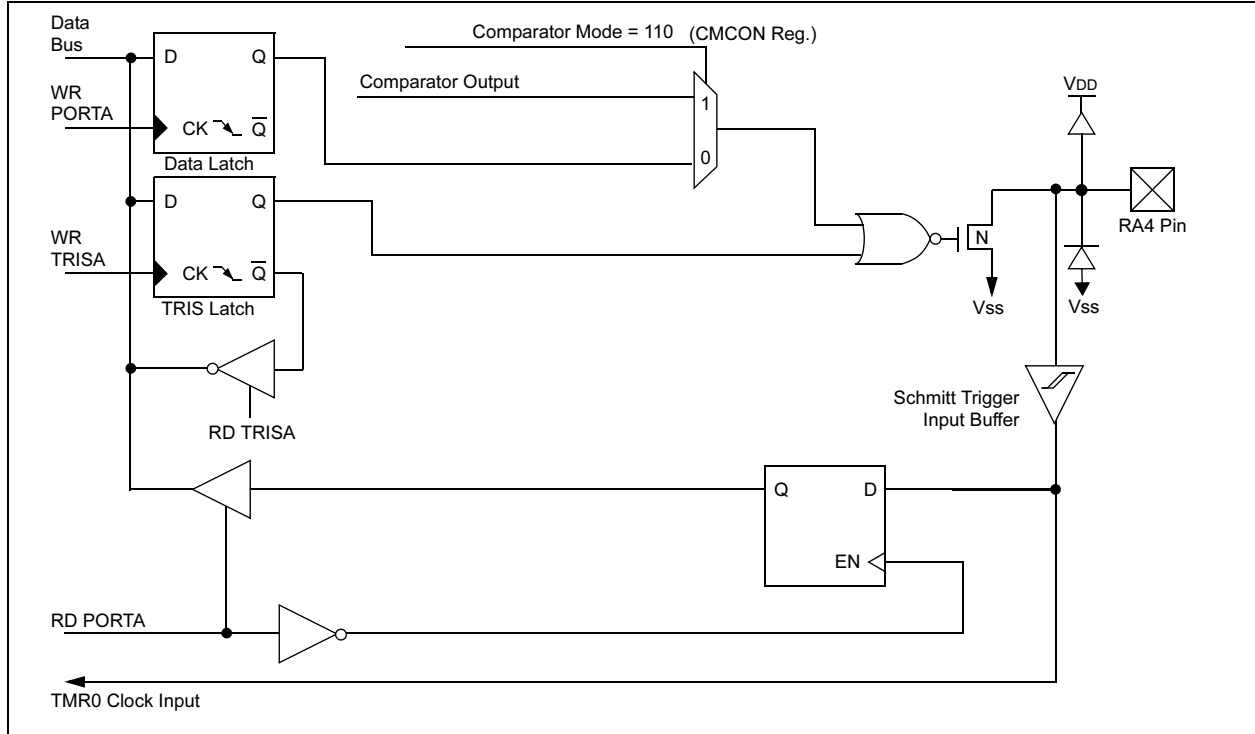 Data
Bus
D Q
WR
PORTA
CK Q
Data Latch
Comparator Mode = 110 (CMCON Reg.)
Comparator Output
1
0
VDD
D Q
WR
TRISA
CK Q
TRIS Latch
N
RA4 Pin
Vss
Vss
RD TRISA
Schmitt Trigger
Input Buffer
Q D
EN
RD PORTA
TMR0 Clock Input